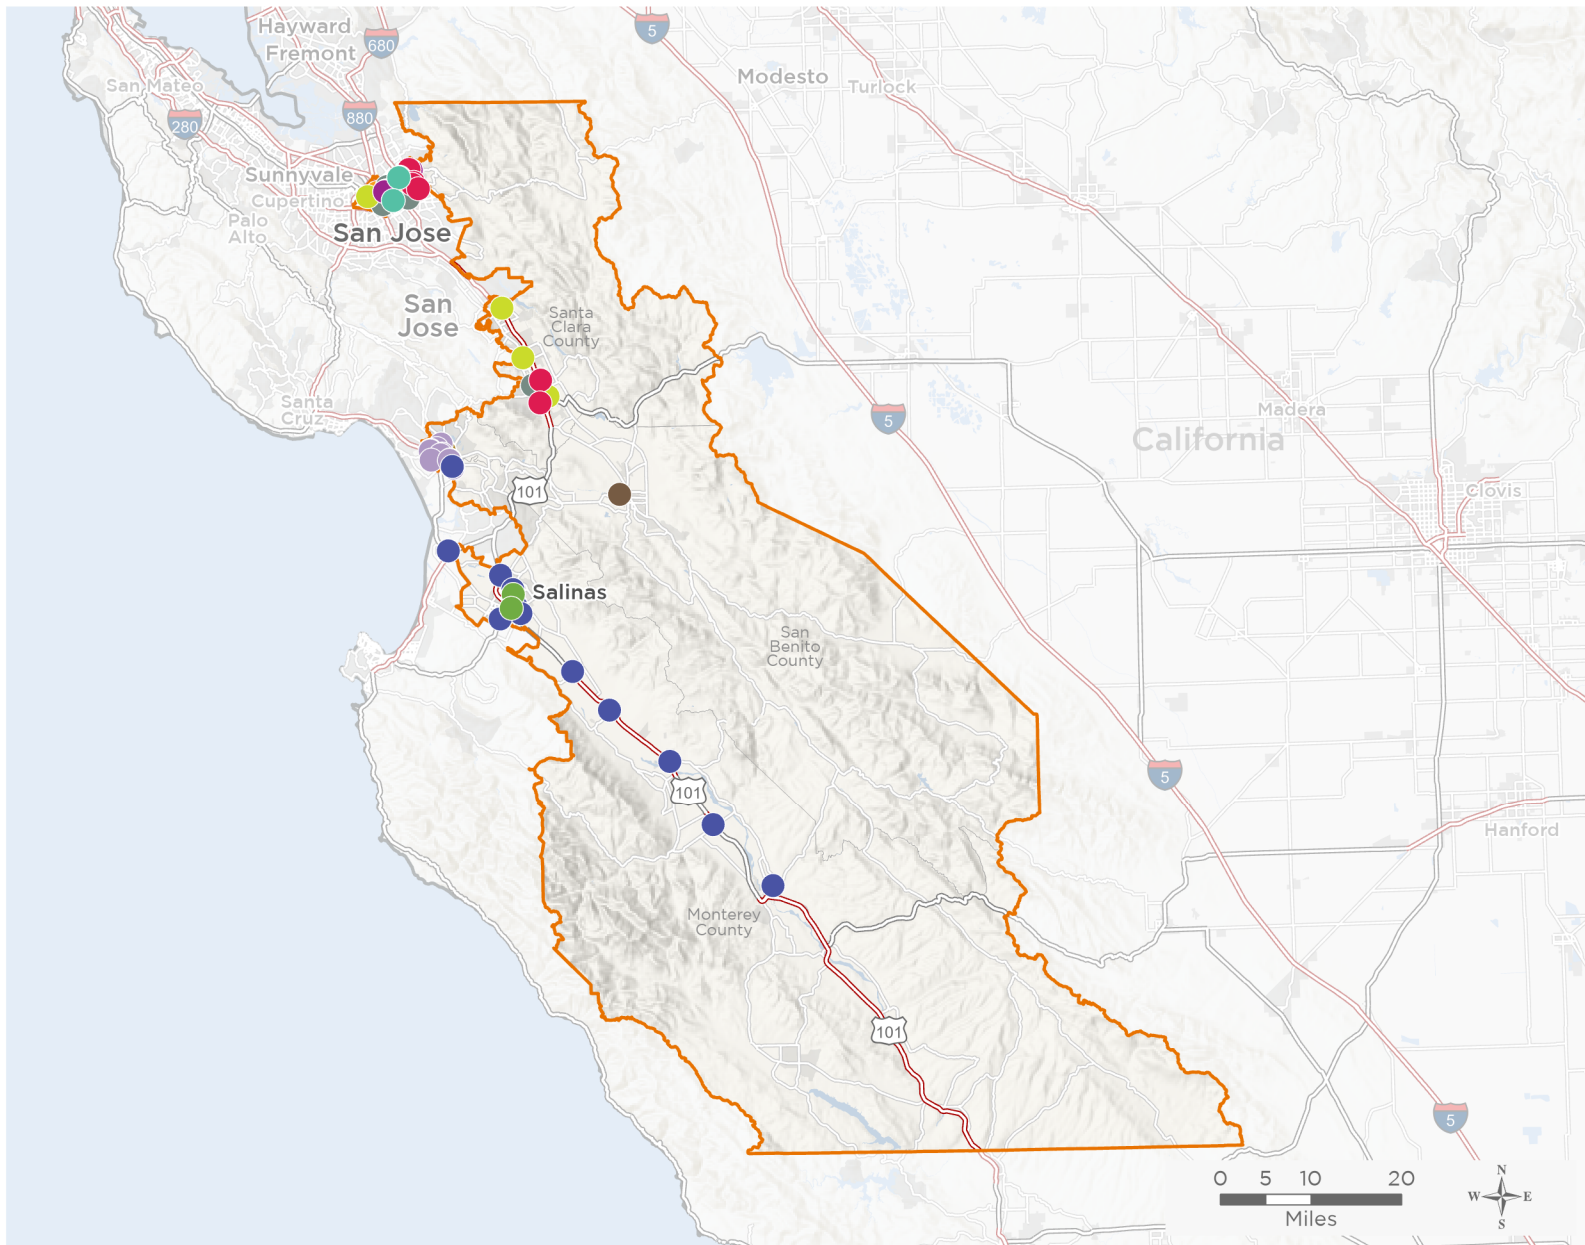 Hayward
Fremont
680
5
San Mateo
Modesto
Turlock
280
880
Sunnyvale
Cupertino
Palo
Alto
San Jose
San
Jose
Santa
Clara
County
Santa
Cruz
5
Madera
California
101
Clovis
Salinas
San
Benito
County
5
101
Hanford
Monterey
County
101
5
0 5 10 20
Miles
N
W E
S